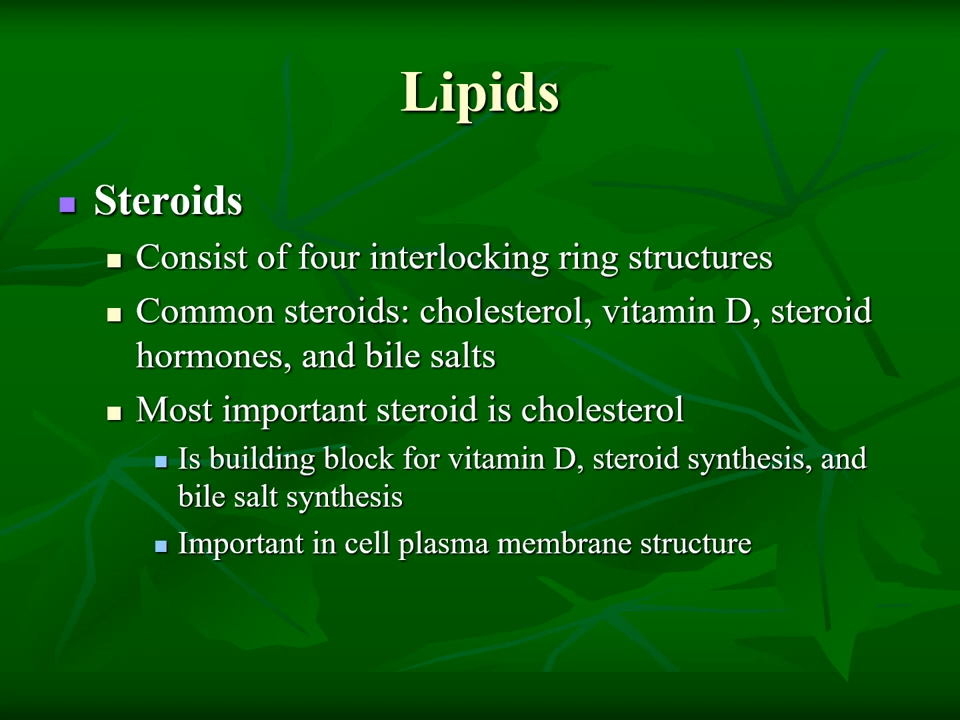 Lipids
Steroids
Consist of four interlocking ring structures
Common steroids: cholesterol, vitamin D, steroid
hormones, and bile salts
Most important steroid is cholesterol
Is building block for vitamin D, steroid synthesis, and
bile salt synthesis
Important in cell plasma membrane structure